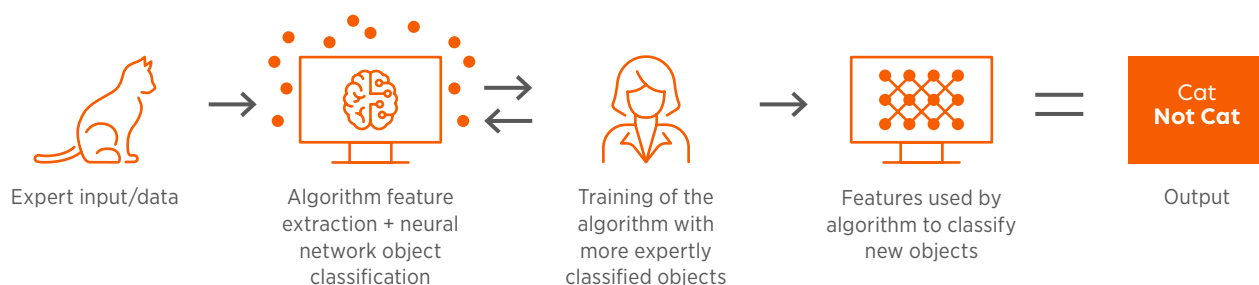 Cat
Not Cat
Expert input/data
Algorithm feature
extraction + neural
network object
classification
Training of the
algorithm with
more expertly
classified objects
Features used by
algorithm to classify
new objects
Output